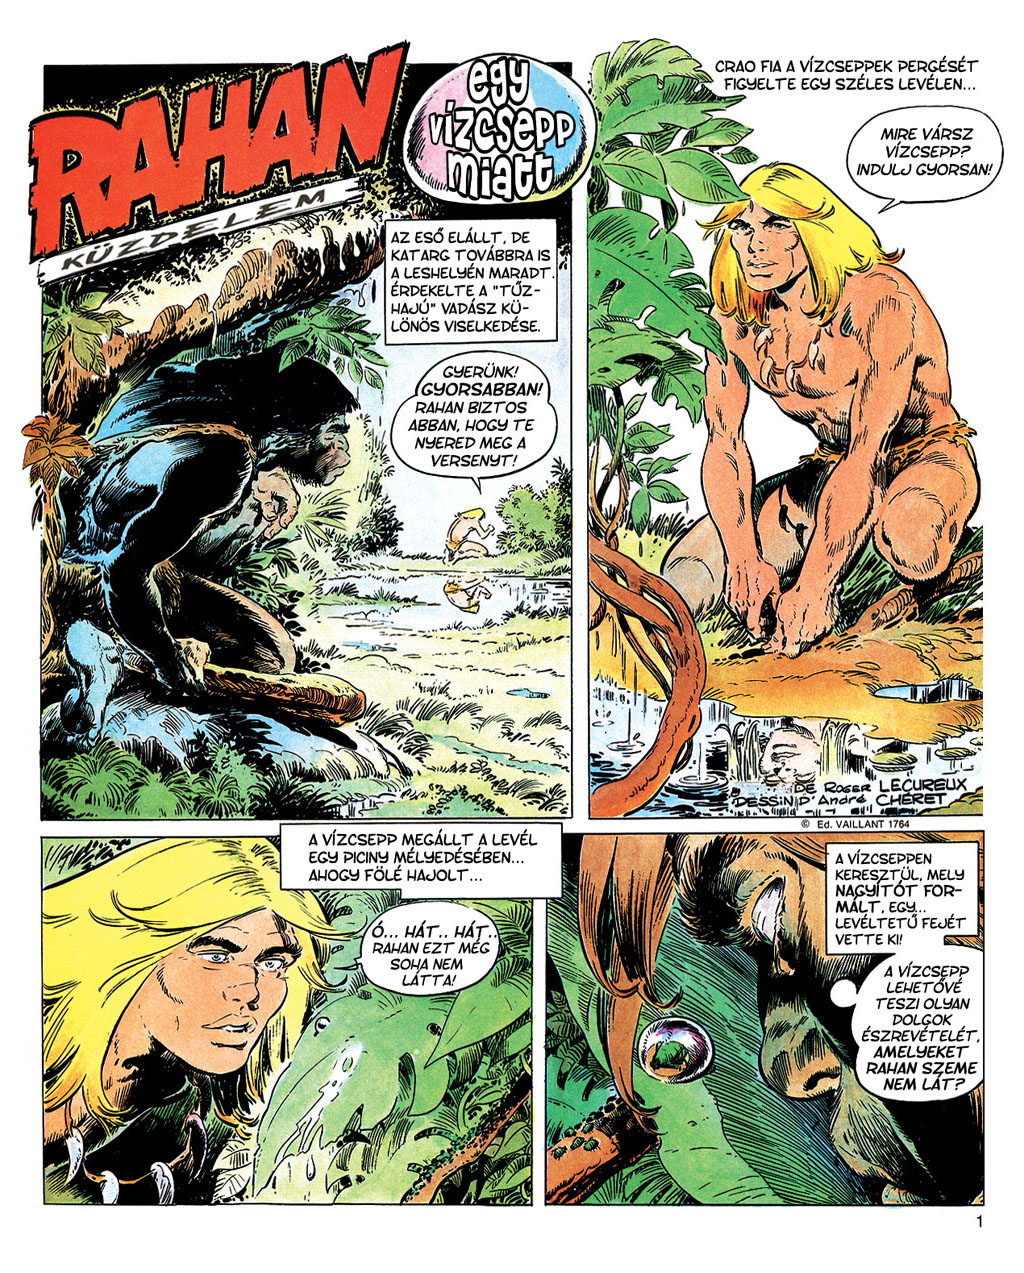 RAHAN
KÜZDELEM
egy
vízcsepp
miatt
AZ ESŐ ELÁLLT, DE
KATARG TOVÁBBRA IS
A LESHELYÉN MARADT.
ÉRDEKELTE A "TŰZ-
HAJÚ" VADÁSZ KÜ-
LÖNÖS VISELKEDÉSE.
GYERÜNK!
GYORSABBAN!
RAHAN BIZTOS
ABBAN, HOGY TE
NYERED MEG A
VERSENYT!
CRAO FIA A VÍZCSEPPEK PERGÉSÉT
FIGYELTE EGY SZÉLES LEVÉLEN...
MIRE VÁRSZ
VÍZCSEPP?
INDULJ GYORSAN!
DE ROGER LECUREUX
DESSIN D'André CHÉRET
© Ed. VAILLANT 1764
A VÍZCSEPP MEGÁLLT A LEVÉL
EGY PICINY MÉLYEDÉSÉBEN...
AHOGY FÖLÉ HAJOLT...
Ó... HÁT.. HÁT..
RAHAN EZT MÉG
SOHA NEM
LÁTTA!
A VÍZCSEPPEN
KERESZTÜL, MELY
NAGYÍTÓT FOR-
MÁLT, EGY...
LEVÉLTETŰ FEJÉT
VETTE KI!
A VÍZCSEPP
LEHETŐVÉ
TESZI OLYAN
DOLGOK
ÉSZREVÉTELÉT,
AMELYEKET
RAHAN SZEME
NEM LÁT?
1